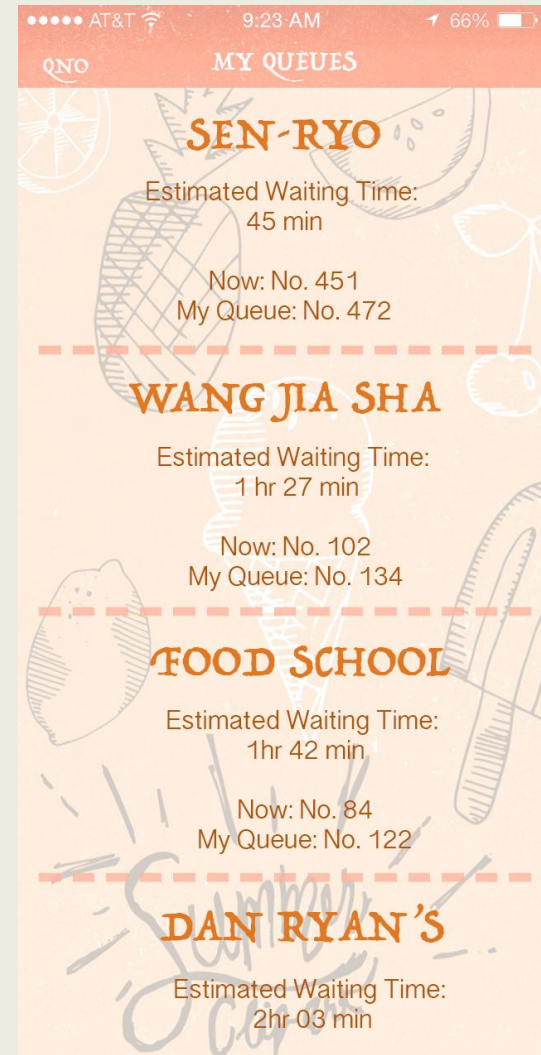 AT&T 9:23 AM 66%
QNO MY QUEUES
SEN-RYO
Estimated Waiting Time:
45 min
Now: No. 451
My Queue: No. 472
WANG JIA SHA
Estimated Waiting Time:
1 hr 27 min
Now: No. 102
My Queue: No. 134
FOOD SCHOOL
Estimated Waiting Time:
1hr 42 min
Now: No. 84
My Queue: No. 122
Summer
DAN RYAN'S
Clip art
Estimated Waiting Time:
2hr 03 min